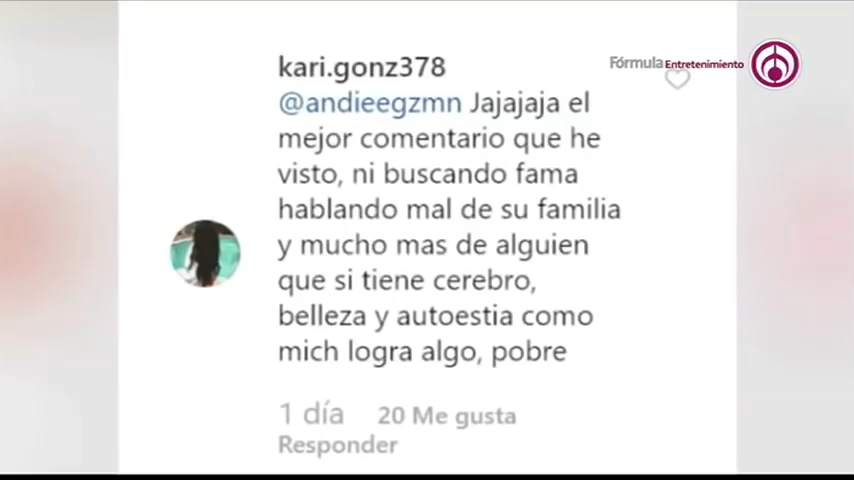 Fórmula Entretenimiento
kari.gonz378
@andieegzmn Jajajaja el
mejor comentario que he
visto, ni buscando fama
hablando mal de su familia
y mucho mas de alguien
que si tiene cerebro,
belleza y autoestia como
mich logra algo, pobre
1 día 20 Me gusta
Responder